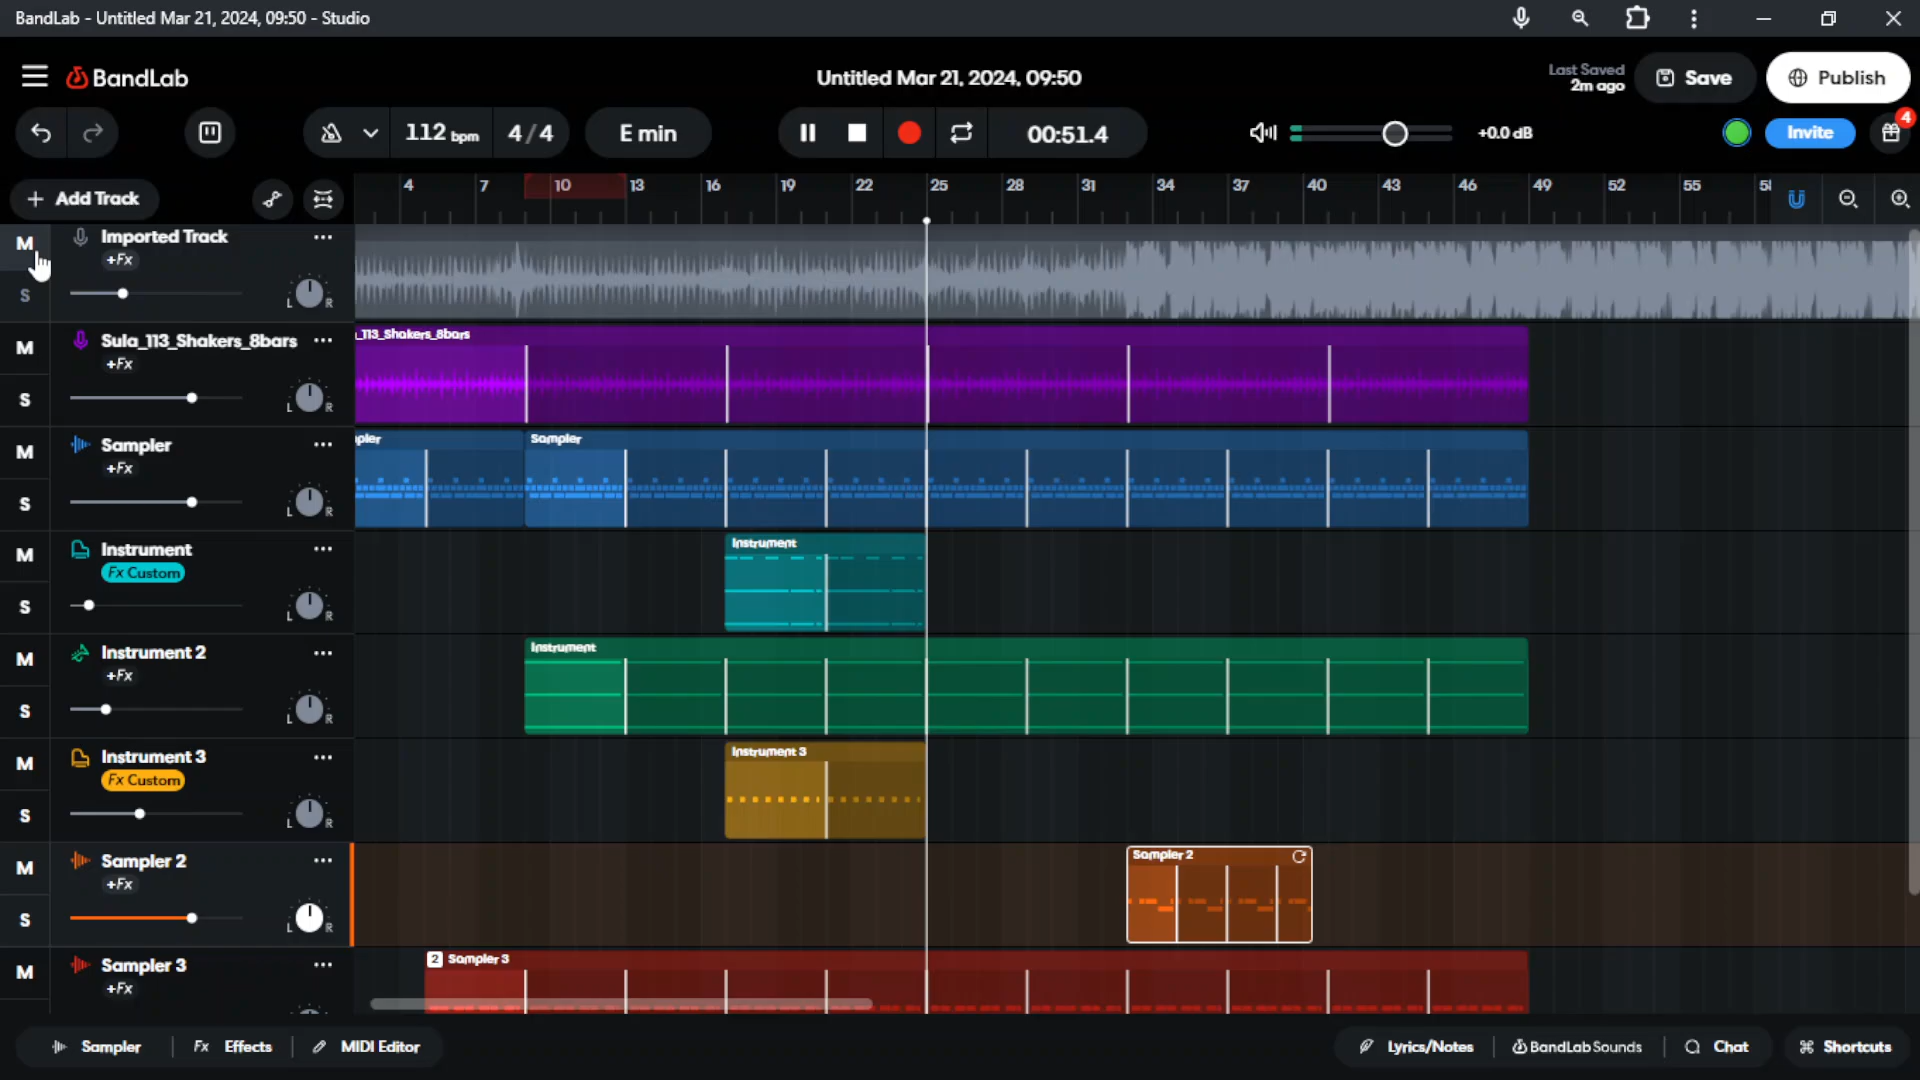 BandLab - Untitled Mar 21, 2024, 09:50 - Studio
BandLab
Untitled Mar 21, 2024, 09:50
Last Saved
2m ago
Save
Publish
112 bpm
4/4
E min
00:51.4
+0.0 dB
Invite
4
+ Add Track
4 7 10 13 16 19 22 25 28 31 34 37 40 43 46 49 52 55
M
Imported Track
+Fx
S
L R
M
Sula_113_Shakers_8bars
+Fx
S
L R
_113_Shakers_8bars
M
Sampler
+Fx
S
L R
pler
Sampler
M
Instrument
Fx Custom
S
L R
Instrument
M
Instrument 2
+Fx
S
L R
Instrument
M
Instrument 3
Fx Custom
S
L R
Instrument 3
M
Sampler 2
+Fx
S
L R
Sampler 2
M
Sampler 3
+Fx
2 Sampler 3
Sampler
Fx Effects
MIDI Editor
Lyrics/Notes
BandLab Sounds
Chat
Shortcuts